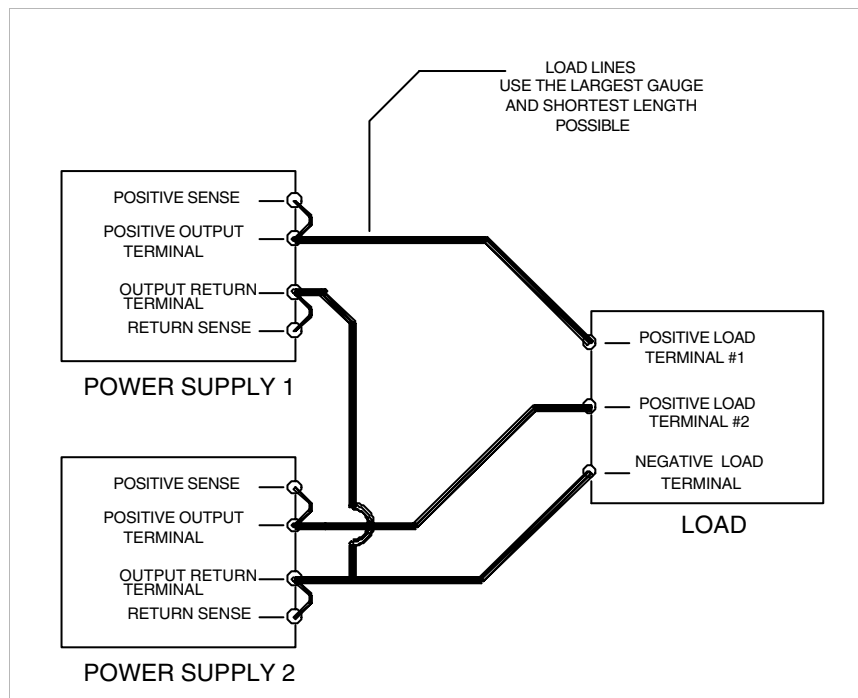 LOAD LINES
USE THE LARGEST GAUGE
AND SHORTEST LENGTH
POSSIBLE
POSITIVE SENSE
POSITIVE OUTPUT
TERMINAL
OUTPUT RETURN
TERMINAL
RETURN SENSE
POWER SUPPLY 1
POSITIVE LOAD
TERMINAL #1
POSITIVE LOAD
TERMINAL #2
NEGATIVE LOAD
TERMINAL
LOAD
POSITIVE SENSE
POSITIVE OUTPUT
TERMINAL
OUTPUT RETURN
TERMINAL
RETURN SENSE
POWER SUPPLY 2